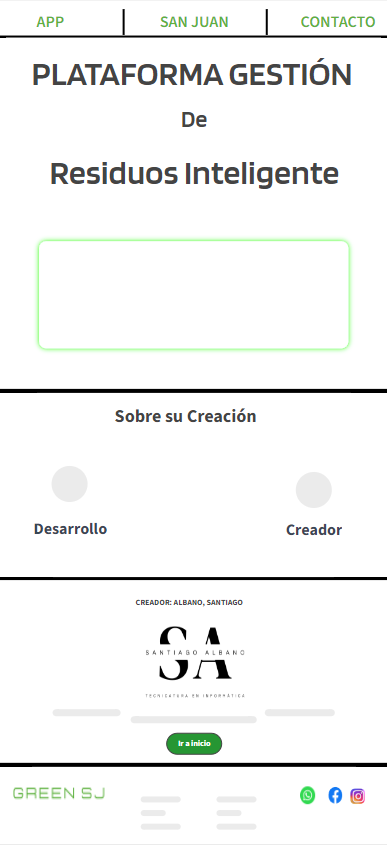 APP
SAN JUAN
CONTACTO
PLATAFORMA GESTIÓN
De
Residuos Inteligente
Sobre su Creación
Desarrollo
Creador
CREADOR: ALBANO, SANTIAGO
SA
SANTIAGO ALBANO
TECNICATURA EN INFORMÁTICA
Ir a inicio
GREEN SJ